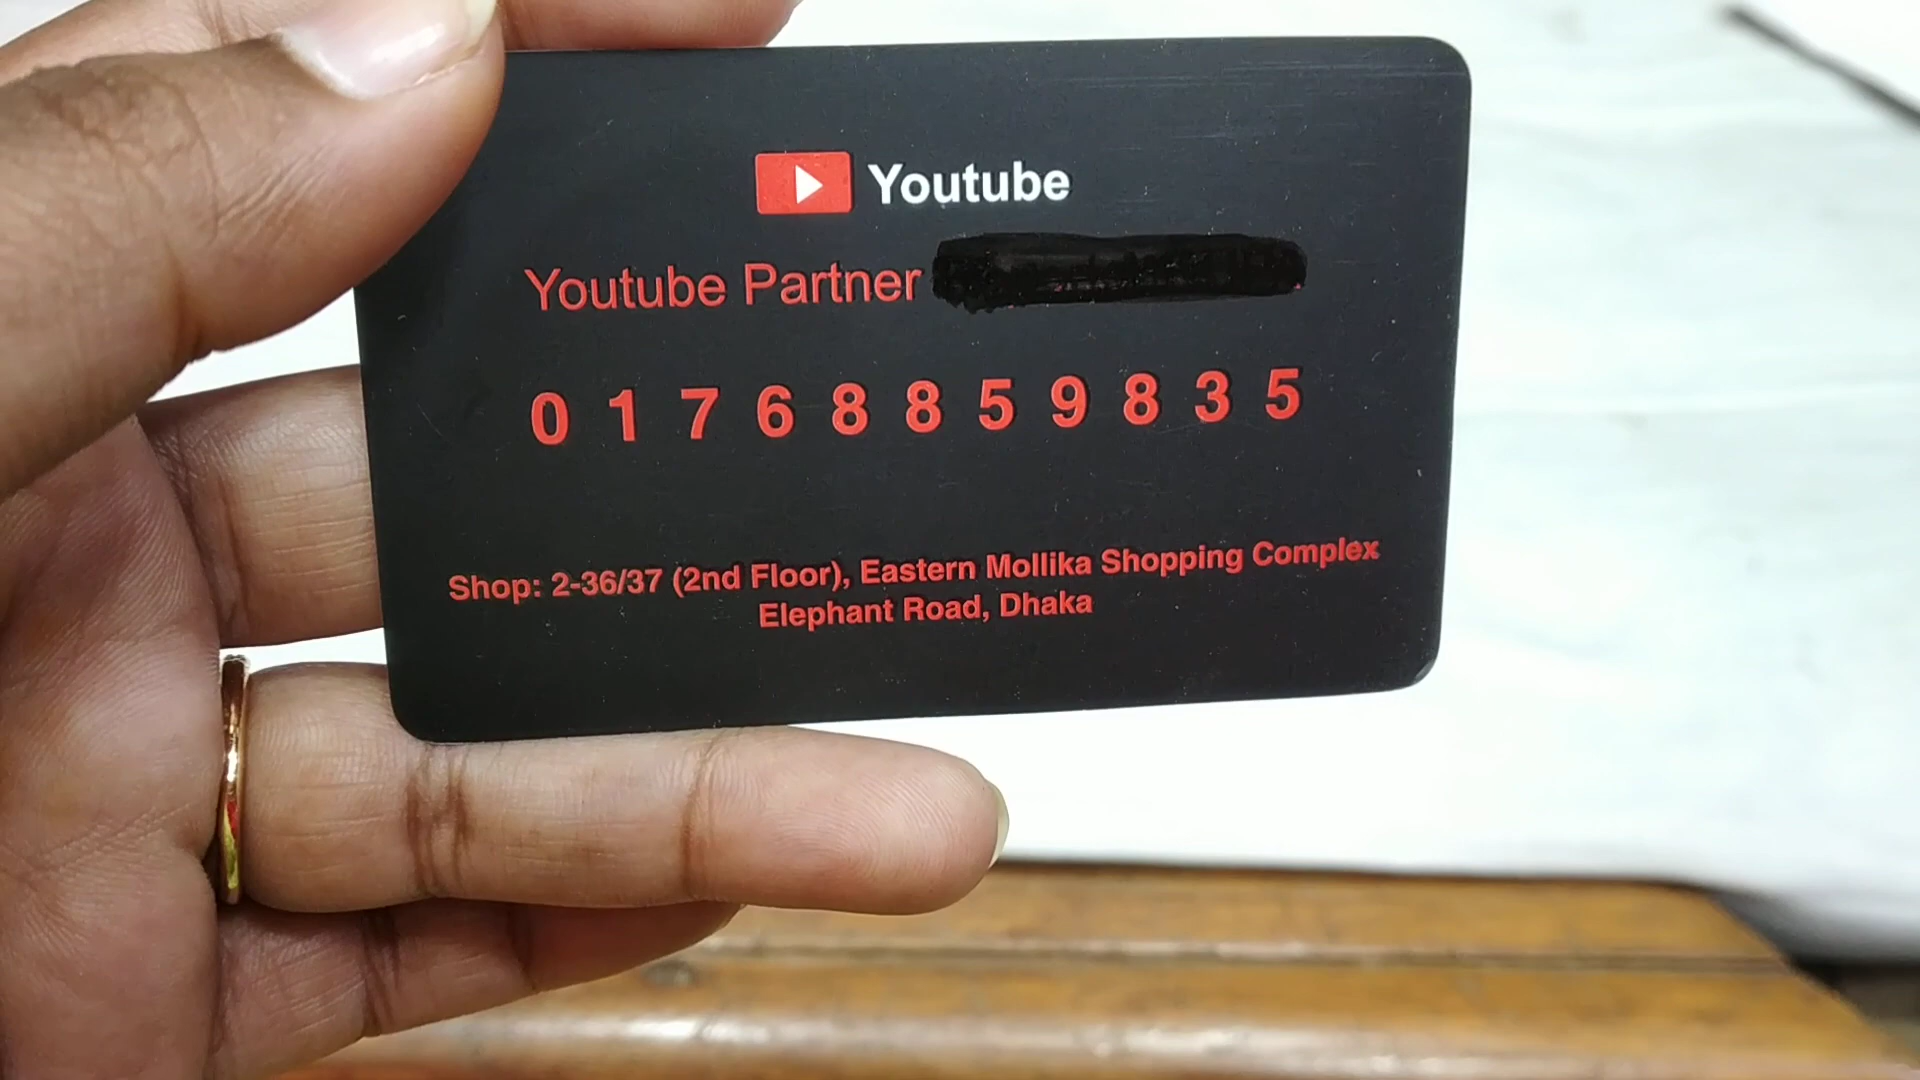 Youtube
Youtube Partner
0 1 7 6 8 8 5 9 8 3 5
Shop: 2-36/37 (2nd Floor), Eastern Mollika Shopping Complex
Elephant Road, Dhaka